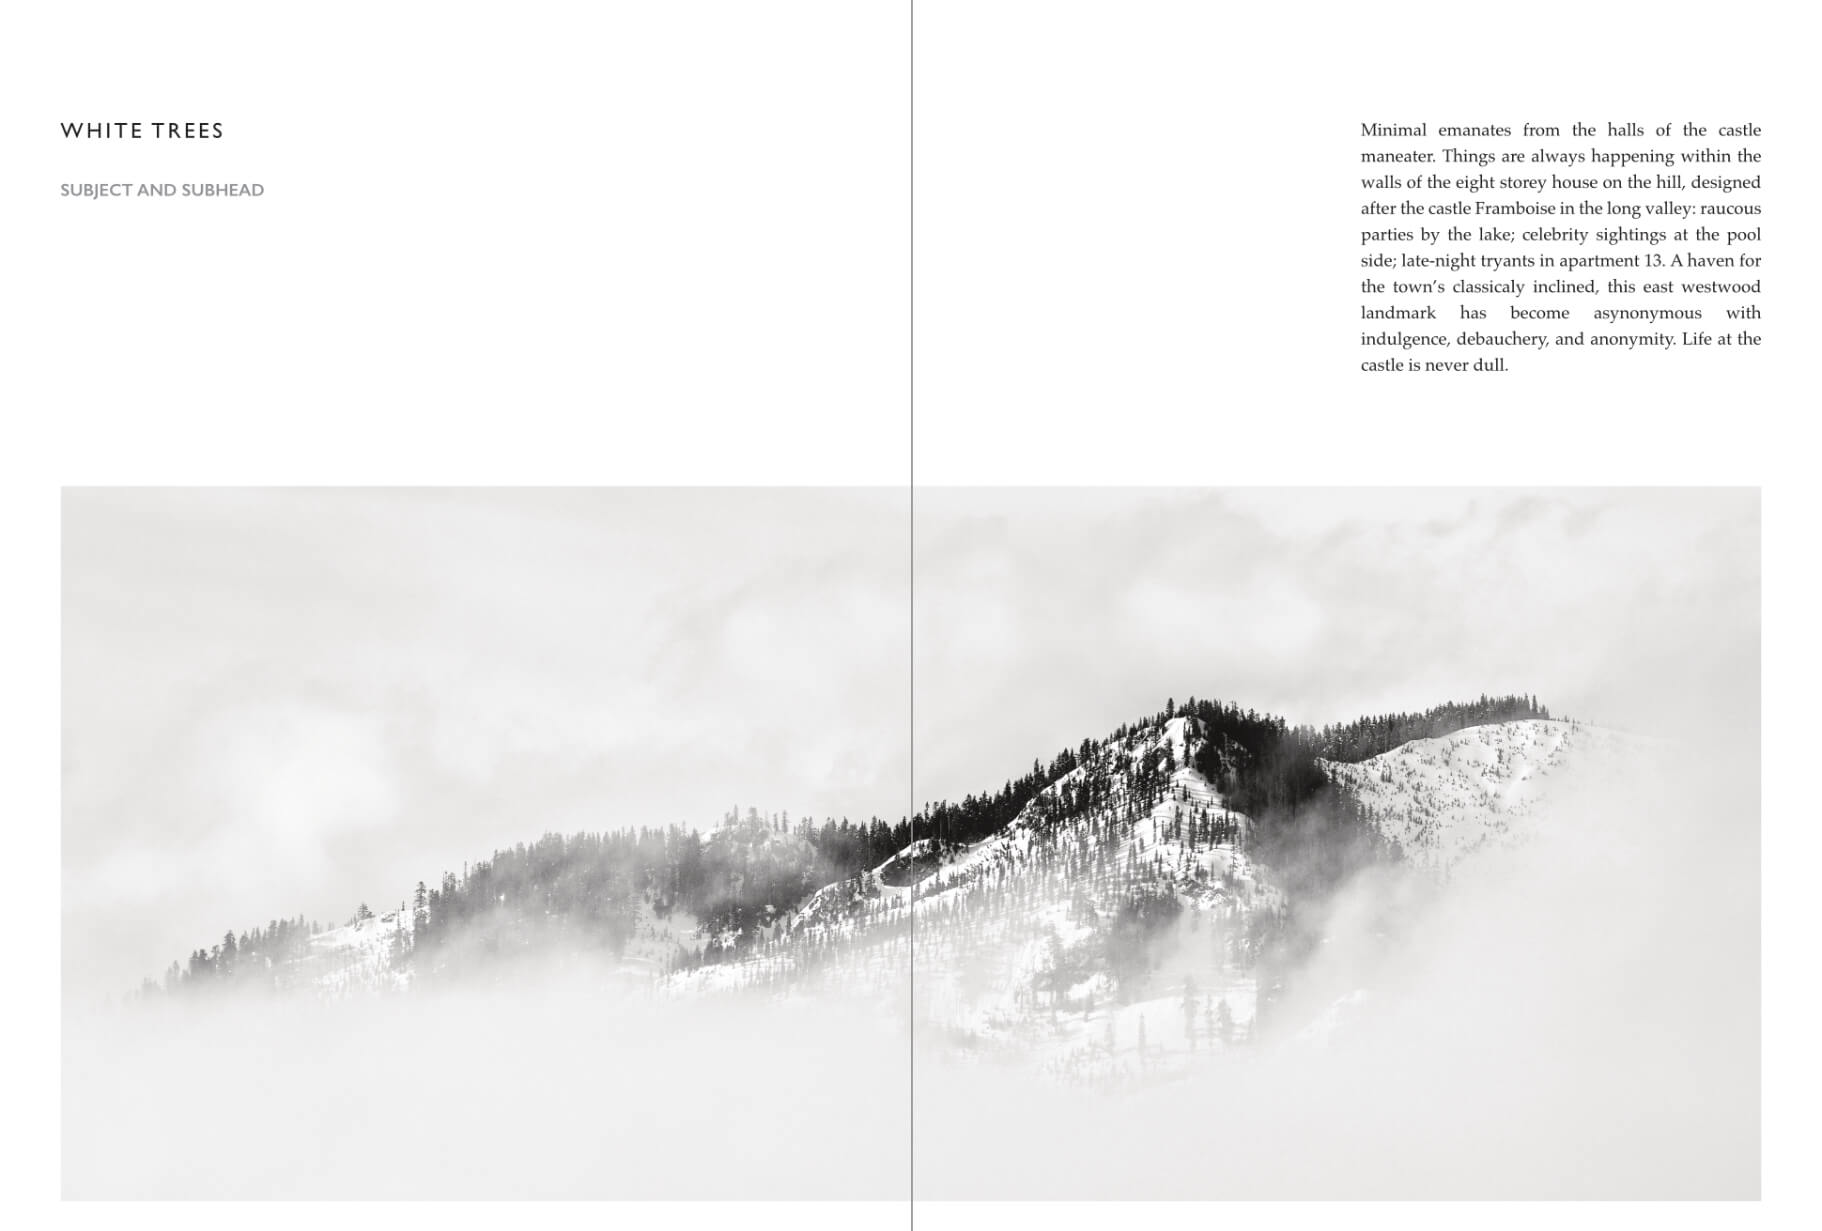 WHITE TREES
SUBJECT AND SUBHEAD
Minimal emanates from the halls of the castle
maneater. Things are always happening within the
walls of the eight storey house on the hill, designed
after the castle Framboise in the long valley: raucous
parties by the lake; celebrity sightings at the pool
side; late-night tryants in apartment 13. A haven for
the town’s classicaly inclined, this east westwood
landmark has become asynonymous with
indulgence, debauchery, and anonymity. Life at the
castle is never dull.